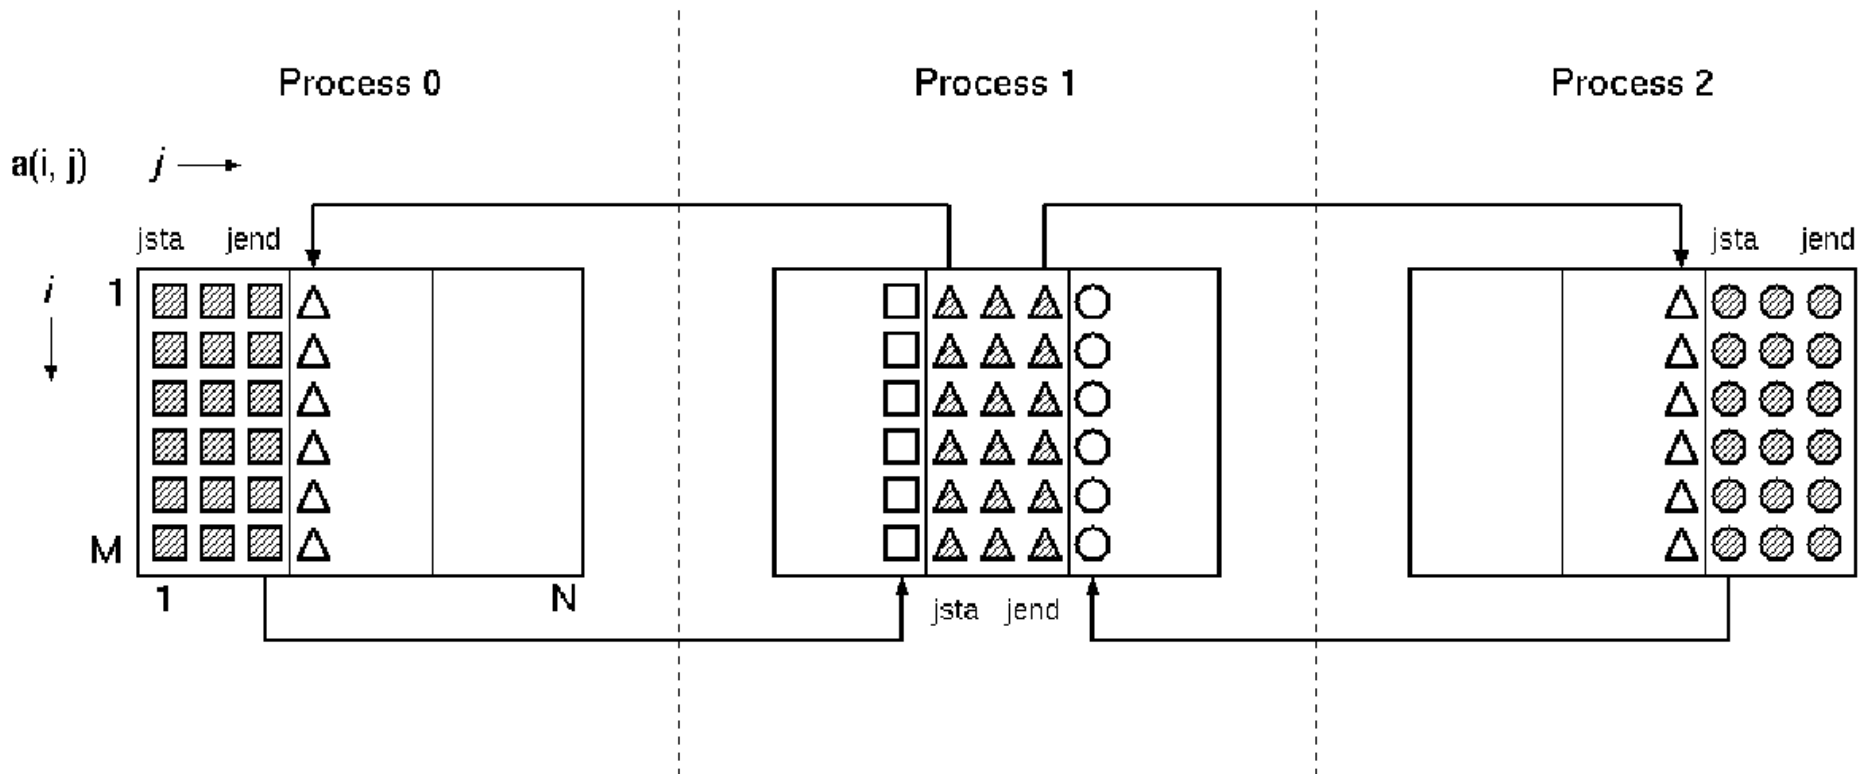 Process 0
Process 1
Process 2
a(i, j) j
jsta jend
jsta jend
i 1
M
1 N
jsta jend